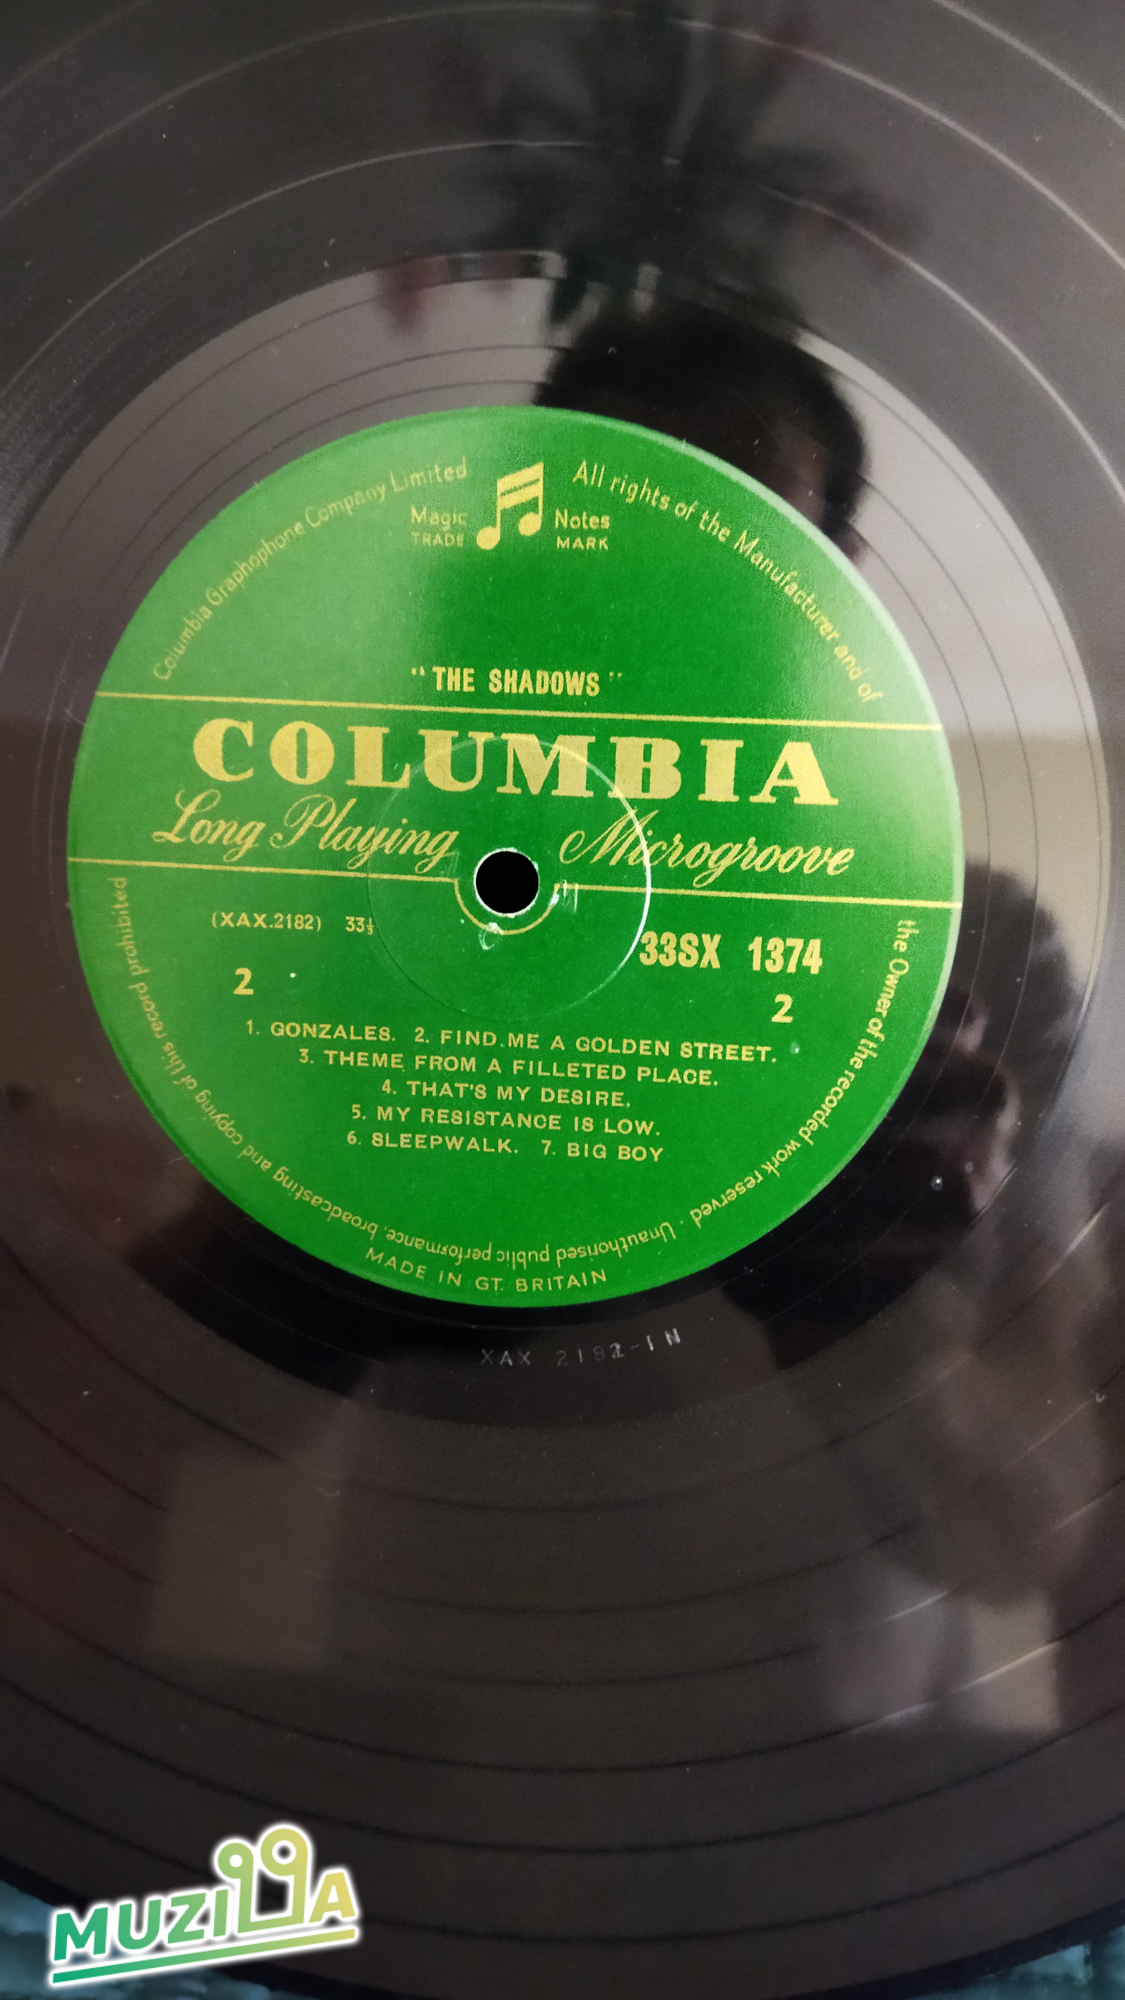 Columbia Graphophone Company Limited
All rights of the Manufacturer and of
the Owner of the recorded work reserved · Unauthorised public performance, broadcasting and copying of this record prohibited
Magic Notes
TRADE MARK
"THE SHADOWS"
COLUMBIA
Long Playing Microgroove
(XAX.2182) 33⅓
33SX 1374
2 2
1. GONZALES. 2. FIND ME A GOLDEN STREET.
3. THEME FROM A FILLETED PLACE.
4. THAT'S MY DESIRE.
5. MY RESISTANCE IS LOW.
6. SLEEPWALK. 7. BIG BOY
MADE IN GT. BRITAIN
XAX 2182-1N
MUZILLA